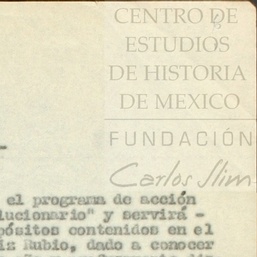 CENTRO DE
ESTUDIOS
DE HISTORIA
DE MEXICO
FUNDACIÓN
Carlos Slim
el programa de acción
lucionario" y servirá -
pósitos contenidos en el
iz Rubio, dado a conocer